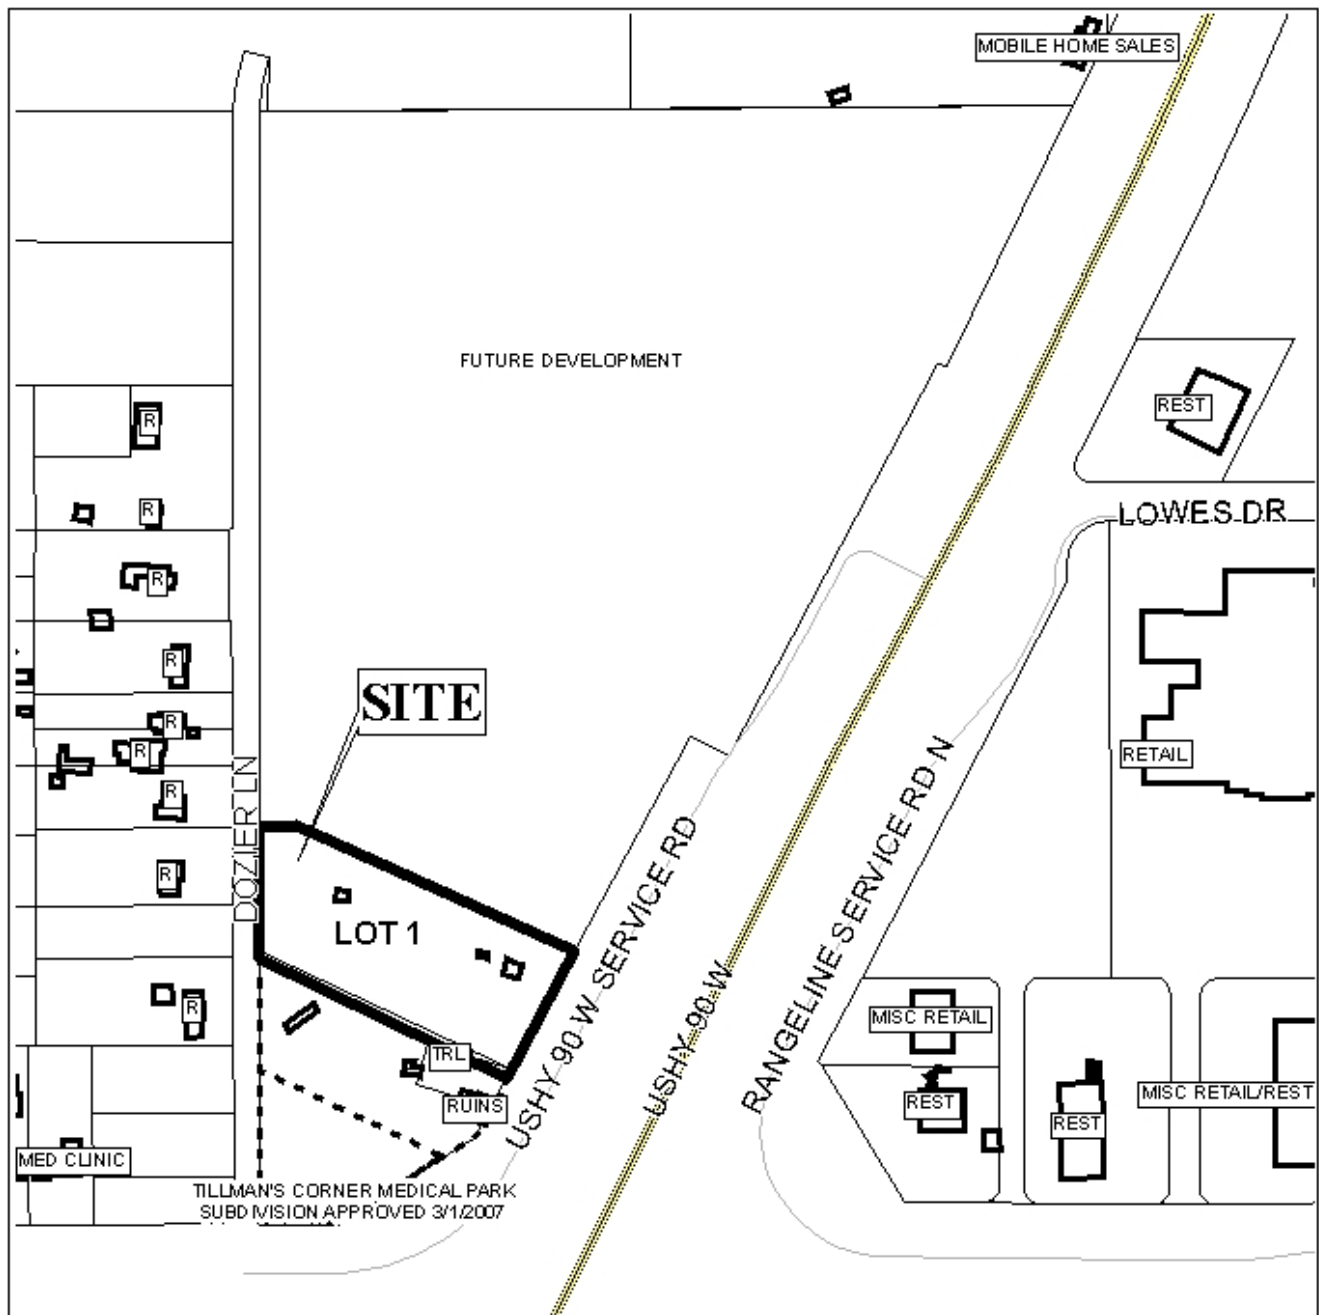 MOBILE HOME SALES
FUTURE DEVELOPMENT
REST
R
R
LOWES DR
R
R
SITE
R
R
RETAIL
R
DOZIER LN
R
LOT 1
USHY 90 W SERVICE RD
USHY 90 W
RANGELINE SERVICE RD N
R
MISC RETAIL
TRL
RUINS
REST
REST
MISC RETAIL/REST
MED CLINIC
TILLMAN'S CORNER MEDICAL PARK
SUBDIVISION APPROVED 3/1/2007